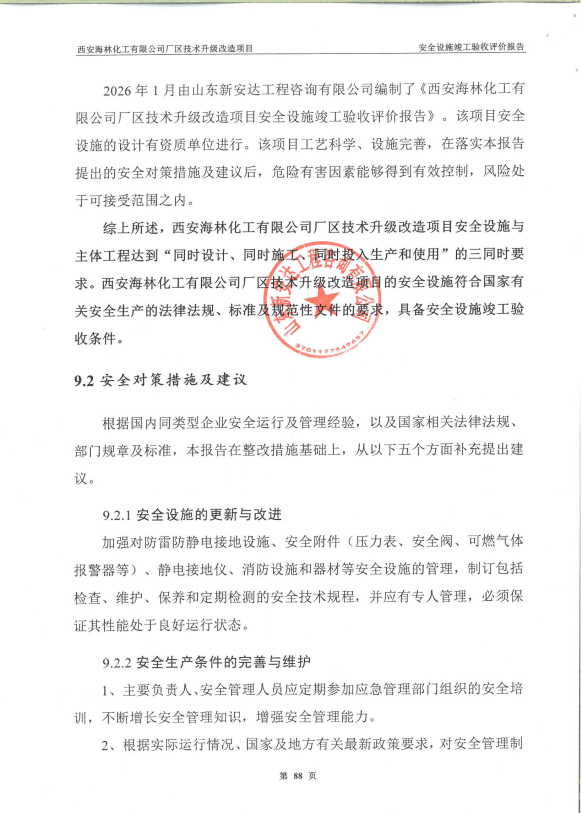 西安海林化工有限公司厂区技术升级改造项目 安全设施竣工验收评价报告
2026 年 1 月由山东新安达工程咨询有限公司编制了《西安海林化工有
限公司厂区技术升级改造项目安全设施竣工验收评价报告》。该项目安全
设施的设计有资质单位进行。该项目工艺科学、设施完善，在落实本报告
提出的安全对策措施及建议后，危险有害因素能够得到有效控制，风险处
于可接受范围之内。
综上所述，西安海林化工有限公司厂区技术升级改造项目安全设施与
主体工程达到“同时设计、同时施工、同时投入生产和使用”的三同时要
求。西安海林化工有限公司厂区技术升级改造项目的安全设施符合国家有
关安全生产的法律法规、标准及规范性文件的要求，具备安全设施竣工验
收条件。
山东新安达工程咨询有限公司
9.2 安全对策措施及建议
根据国内同类型企业安全运行及管理经验，以及国家相关法律法规、
部门规章及标准，本报告在整改措施基础上，从以下五个方面补充提出建
议。
9.2.1 安全设施的更新与改进
加强对防雷防静电接地设施、安全附件（压力表、安全阀、可燃气体
报警器等）、静电接地仪、消防设施和器材等安全设施的管理，制订包括
检查、维护、保养和定期检测的安全技术规程，并应有专人管理，必须保
证其性能处于良好运行状态。
9.2.2 安全生产条件的完善与维护
1、主要负责人、安全管理人员应定期参加应急管理部门组织的安全培
训，不断增长安全管理知识，增强安全管理能力。
2、根据实际运行情况、国家及地方有关最新政策要求，对安全管理制
第 88 页